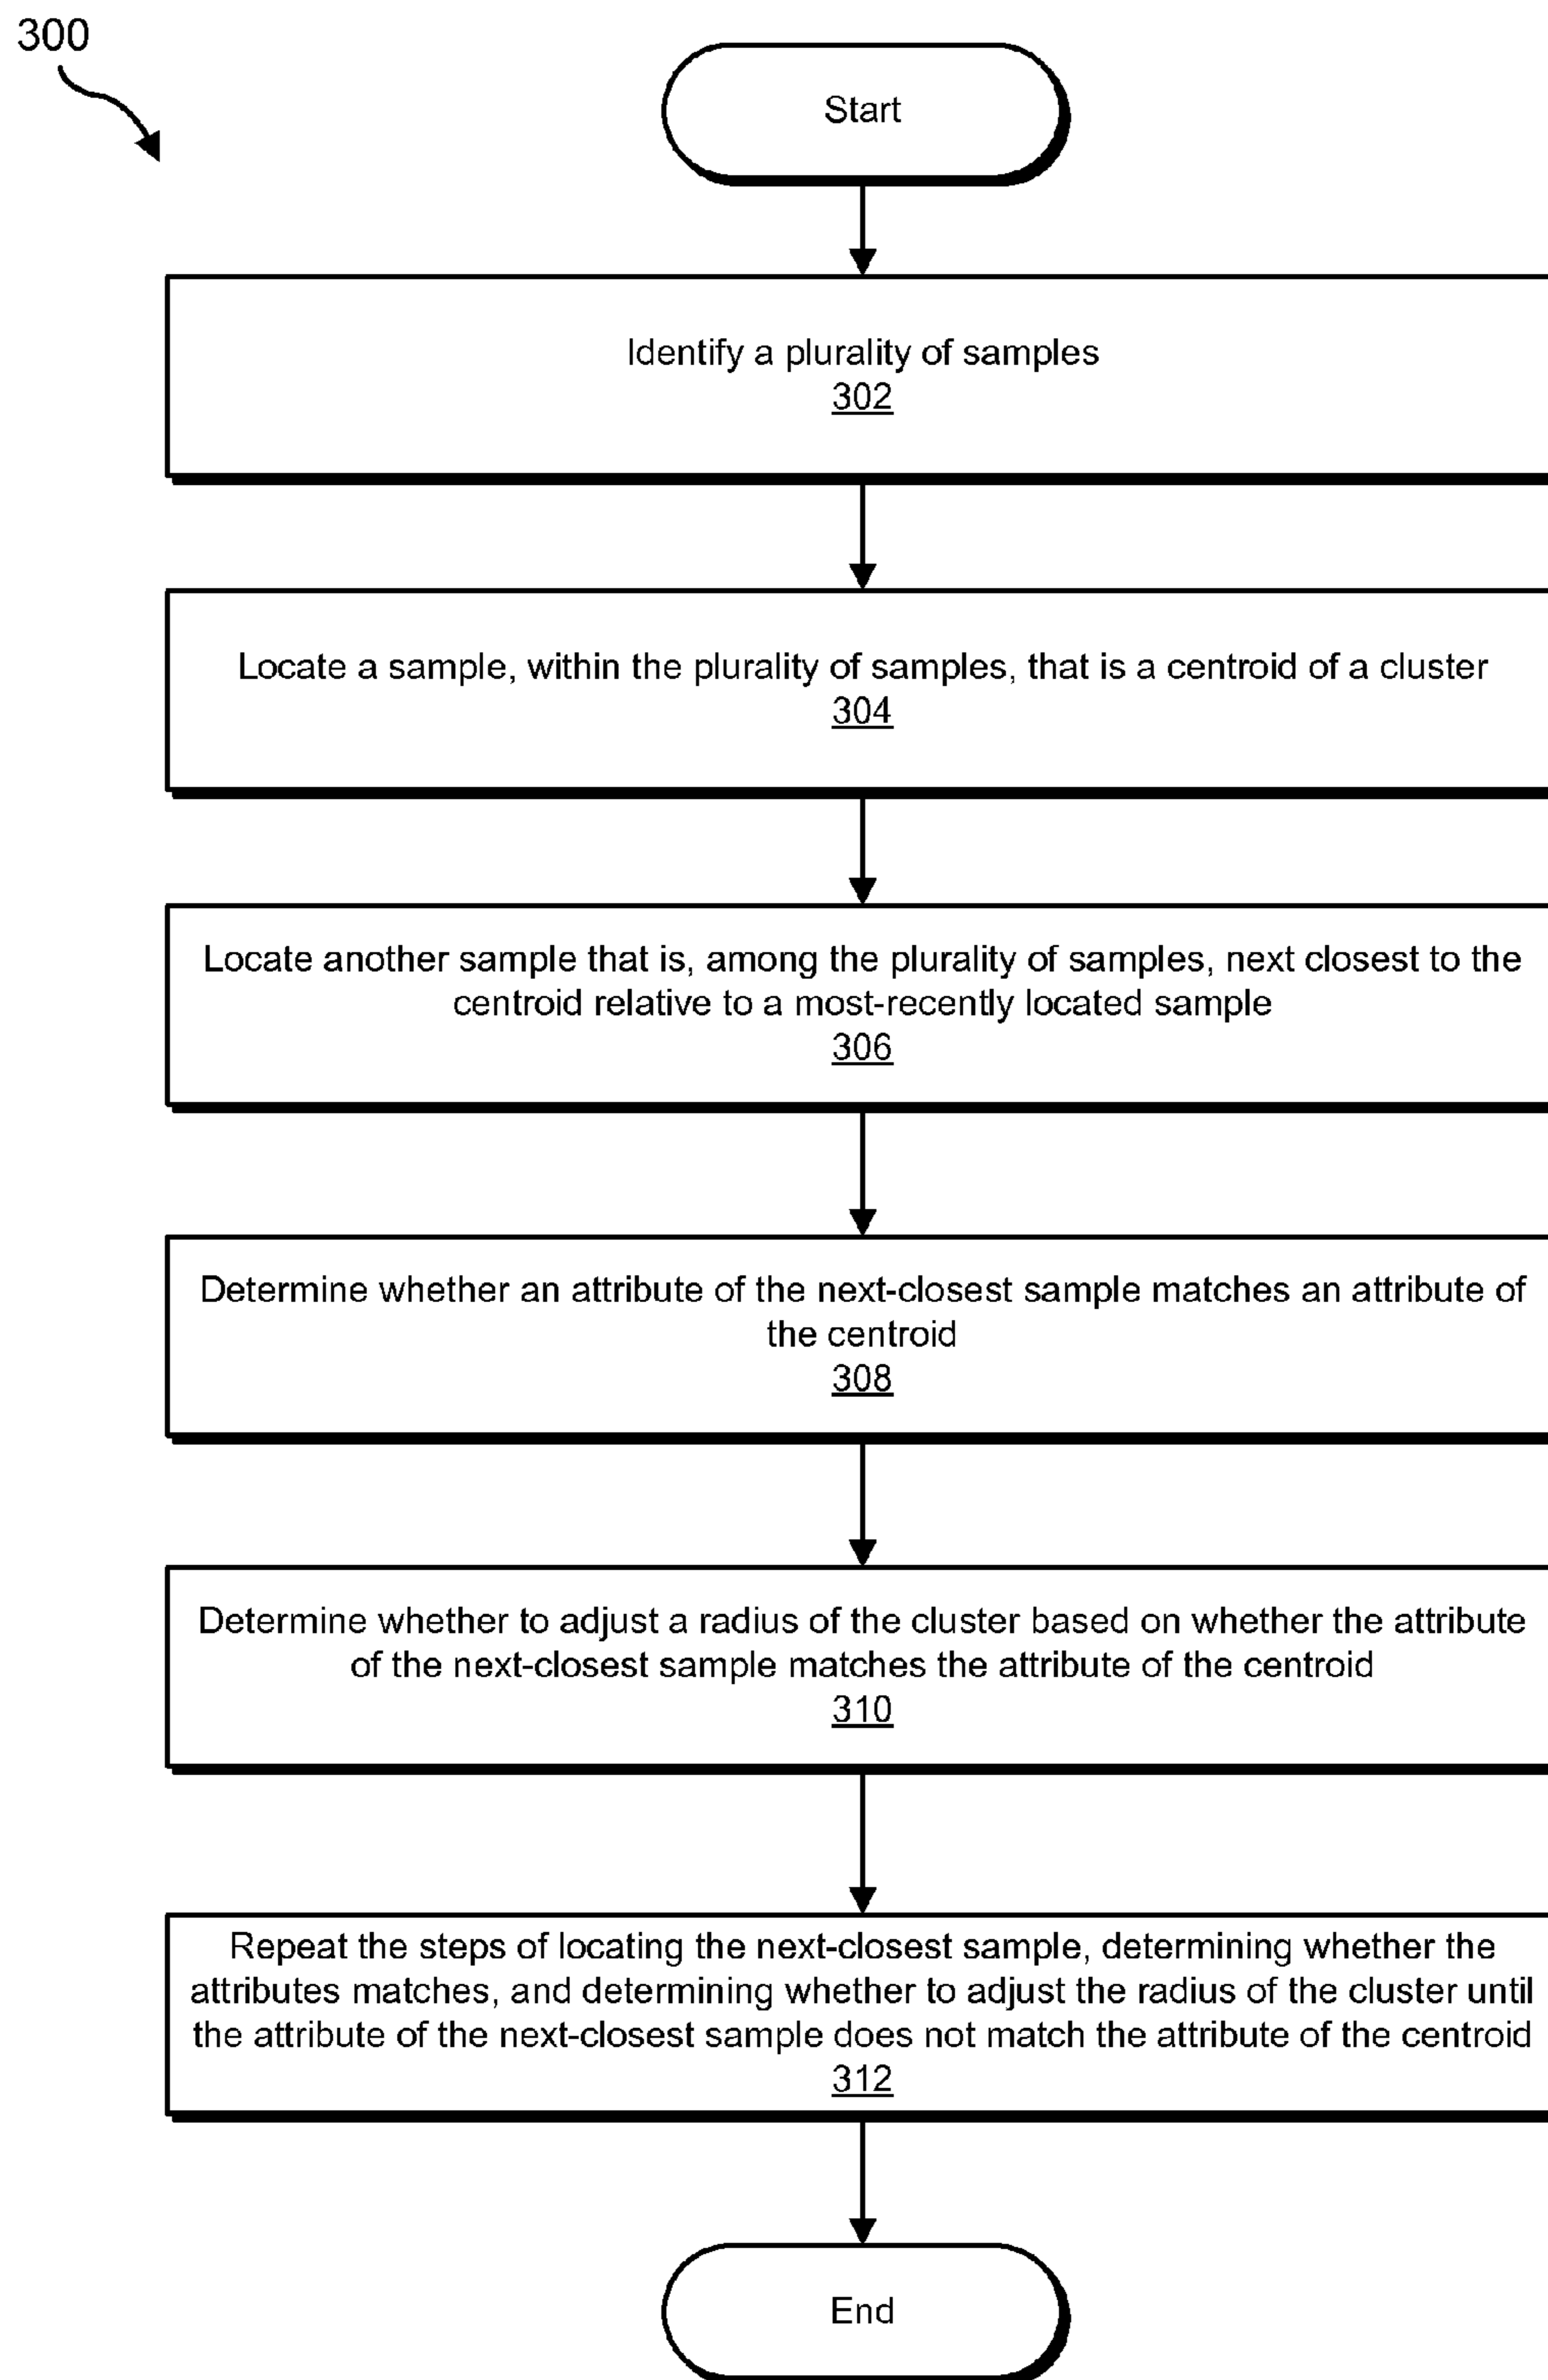 300
Start
Identify a plurality of samples
302
Locate a sample, within the plurality of samples, that is a centroid of a cluster
304
Locate another sample that is, among the plurality of samples, next closest to the
centroid relative to a most-recently located sample
306
Determine whether an attribute of the next-closest sample matches an attribute of
the centroid
308
Determine whether to adjust a radius of the cluster based on whether the attribute
of the next-closest sample matches the attribute of the centroid
310
Repeat the steps of locating the next-closest sample, determining whether the
attributes matches, and determining whether to adjust the radius of the cluster until
the attribute of the next-closest sample does not match the attribute of the centroid
312
End